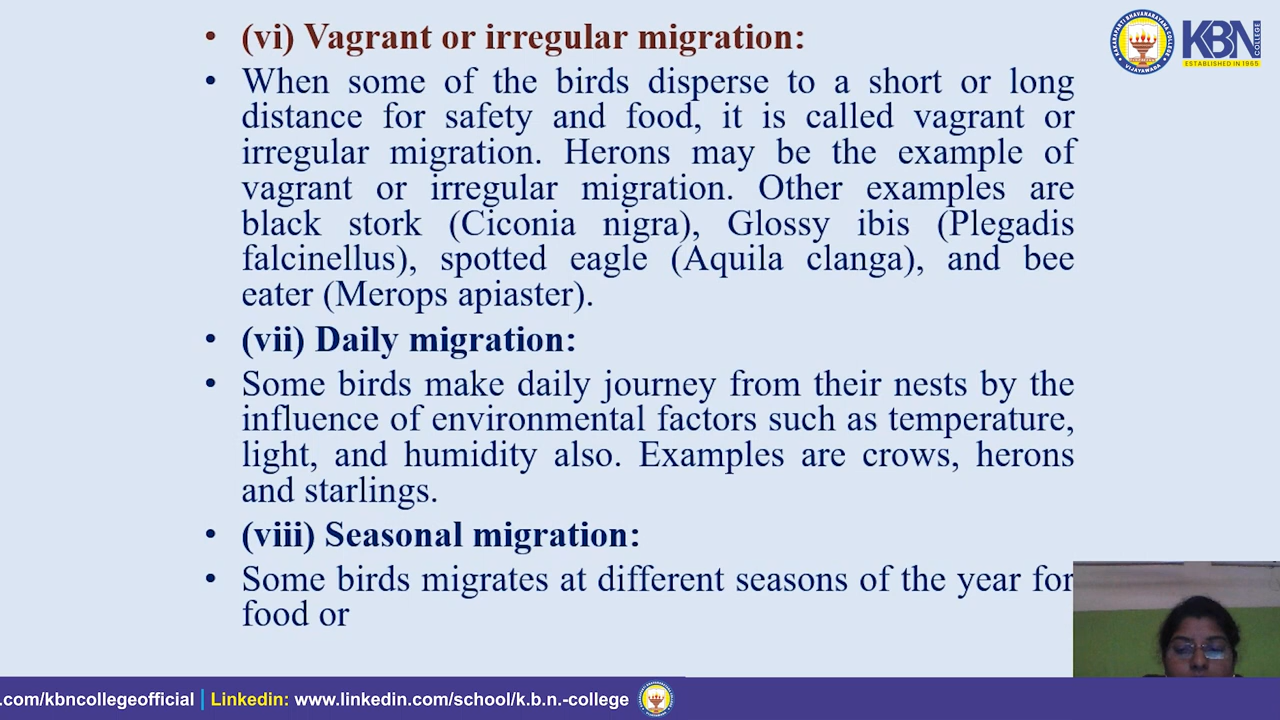 • (vi) Vagrant or irregular migration:
• When some of the birds disperse to a short or long
distance for safety and food, it is called vagrant or
irregular migration. Herons may be the example of
vagrant or irregular migration. Other examples are
black stork (Ciconia nigra), Glossy ibis (Plegadis
falcinellus), spotted eagle (Aquila clanga), and bee
eater (Merops apiaster).
• (vii) Daily migration:
• Some birds make daily journey from their nests by the
influence of environmental factors such as temperature,
light, and humidity also. Examples are crows, herons
and starlings.
• (viii) Seasonal migration:
• Some birds migrates at different seasons of the year for
food or
KAKARAPARTI BHAVANARAYANA COLLEGE
VIJAYAWADA
KBN
COLLEGE
ESTABLISHED IN 1965
.com/kbncollegeofficial | Linkedin: www.linkedin.com/school/k.b.n.-college